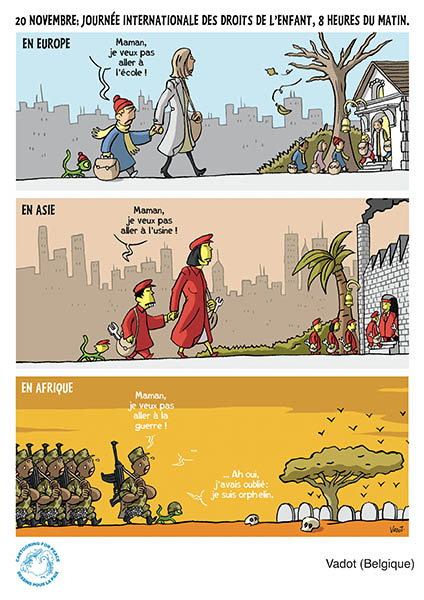 20 NOVEMBRE: JOURNÉE INTERNATIONALE DES DROITS DE L'ENFANT, 8 HEURES DU MATIN.
EN EUROPE
Maman,
je veux pas
aller à
l'école !
EN ASIE
Maman,
je veux pas
aller à l'usine !
EN AFRIQUE
Maman,
je veux pas
aller à la
guerre !
... Ah oui,
j'avais oublié:
je suis orphelin.
VADOT.
CARTOONING FOR PEACE
DESSINS POUR LA PAIX
Vadot (Belgique)